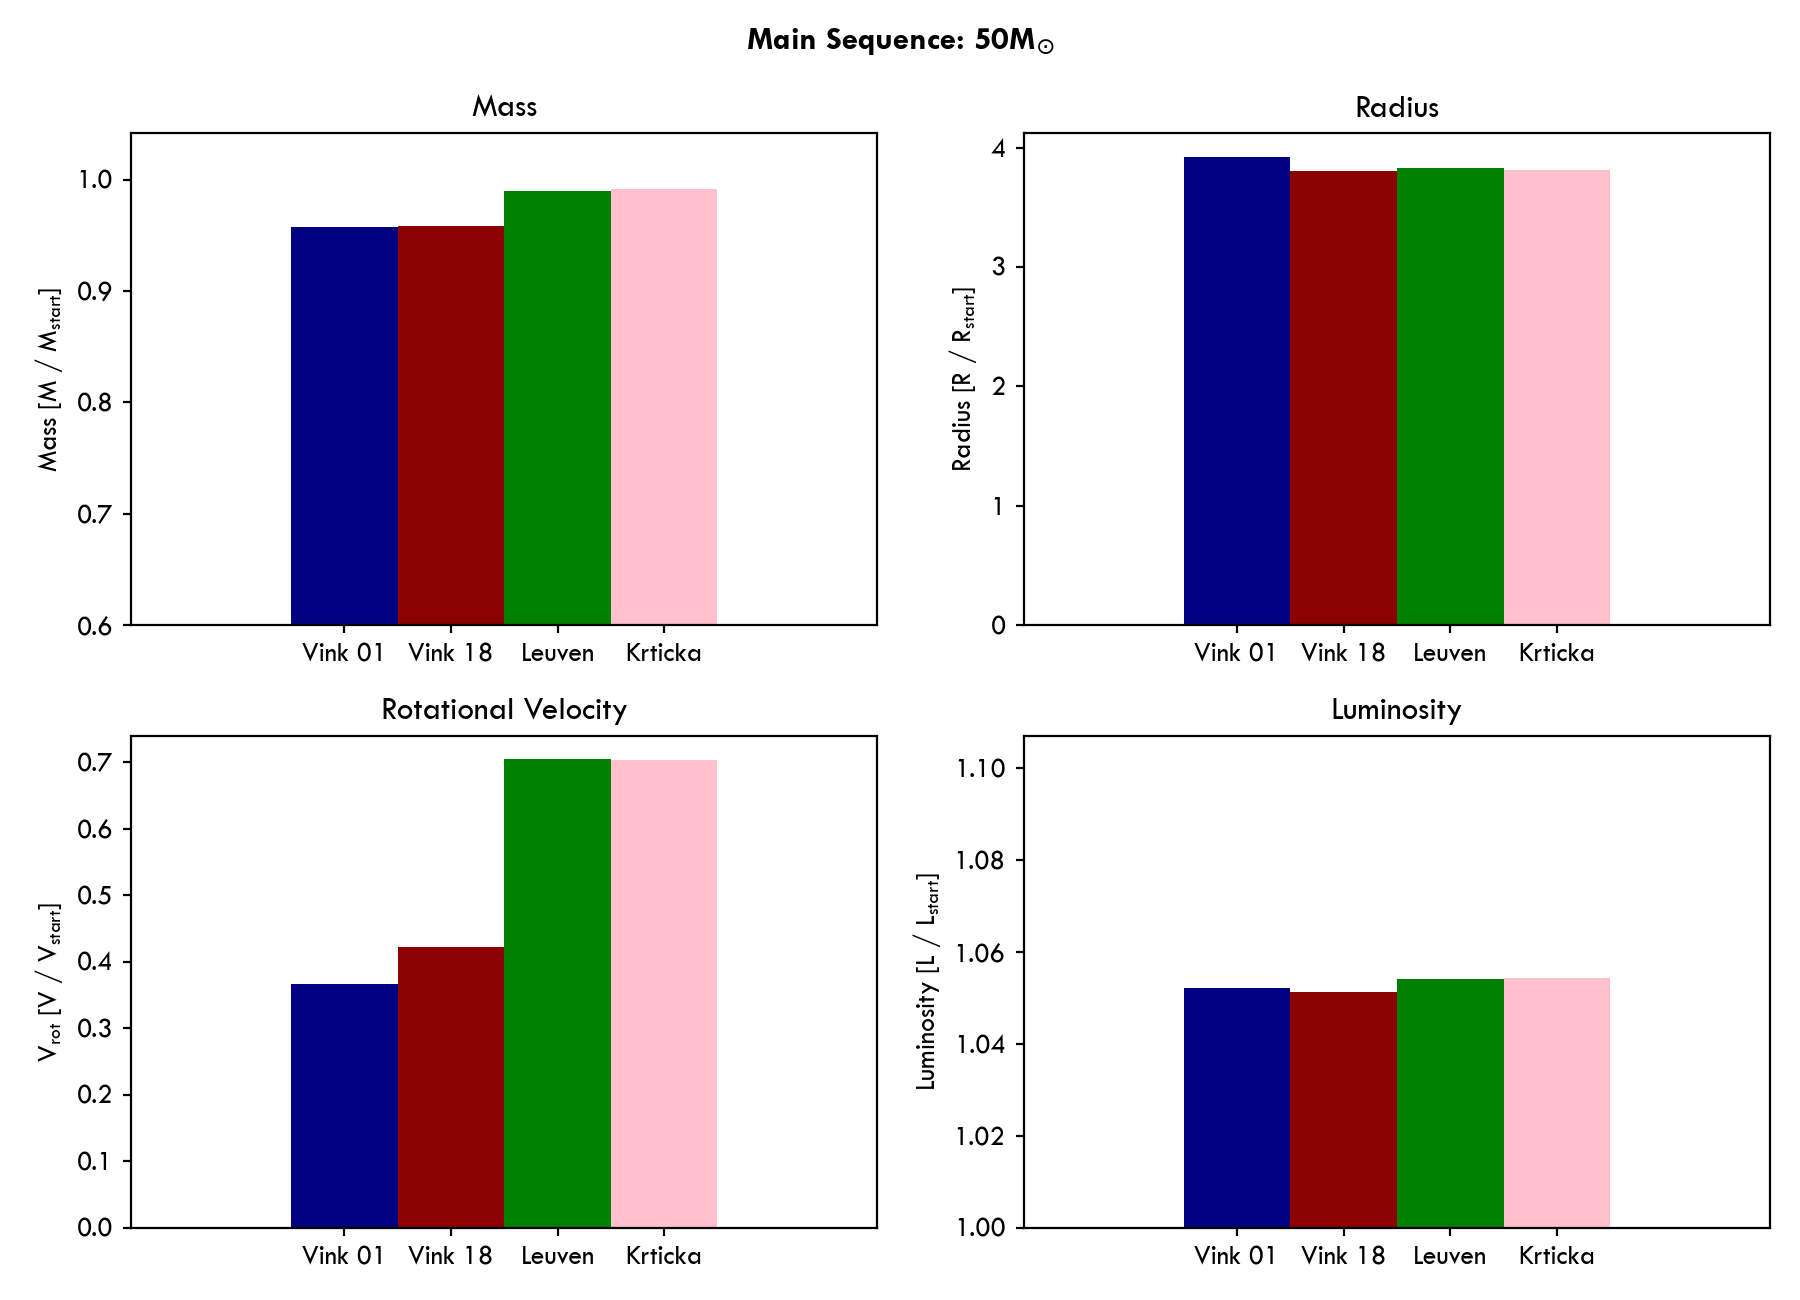 Main Sequence: 50M☉
Mass
1.0
0.9
0.8
0.7
0.6
Mass [M / Mstart]
Vink 01 Vink 18 Leuven Krticka
Radius
4
3
2
1
0
Radius [R / Rstart]
Vink 01 Vink 18 Leuven Krticka
Rotational Velocity
0.7
0.6
0.5
0.4
0.3
0.2
0.1
0.0
Vrot [V / Vstart]
Vink 01 Vink 18 Leuven Krticka
Luminosity
1.10
1.08
1.06
1.04
1.02
1.00
Luminosity [L / Lstart]
Vink 01 Vink 18 Leuven Krticka